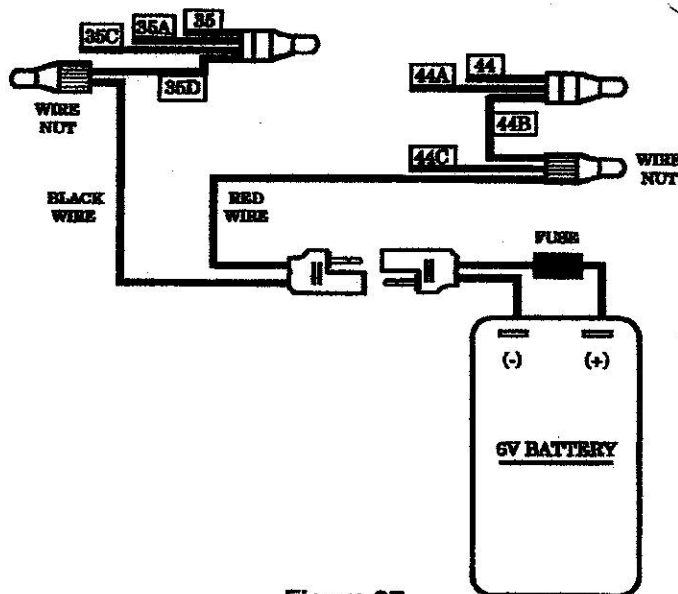 35
35A
35C
35D
WIRE
NUT
44
44A
44B
44C
WIRE
NUT
BLACK
WIRE
RED
WIRE
FUSE
(-) (+)
6V BATTERY